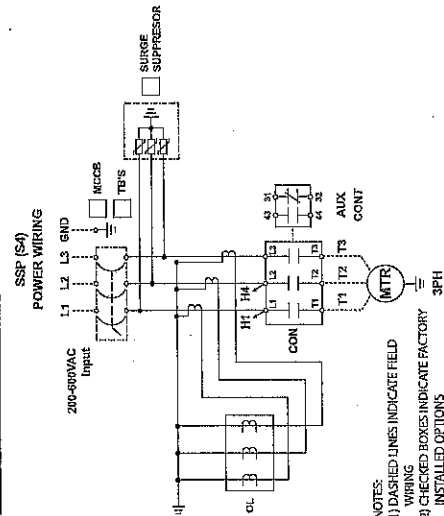 SSP (S4)
POWER WIRING
200-600VAC
Input
L1 L2 L3 GND
MCCB
TB'S
SURGE
SUPPRESOR
H1
H4
L1 L2 L3
CON
T1 T2 T3
43 31
44 32
AUX
CONT
OL
T1 T2 T3
MTR
3PH
NOTES:
1) DASHED LINES INDICATE FIELD
WIRING
2) CHECKED BOXES INDICATE FACTORY
INSTALLED OPTIONS